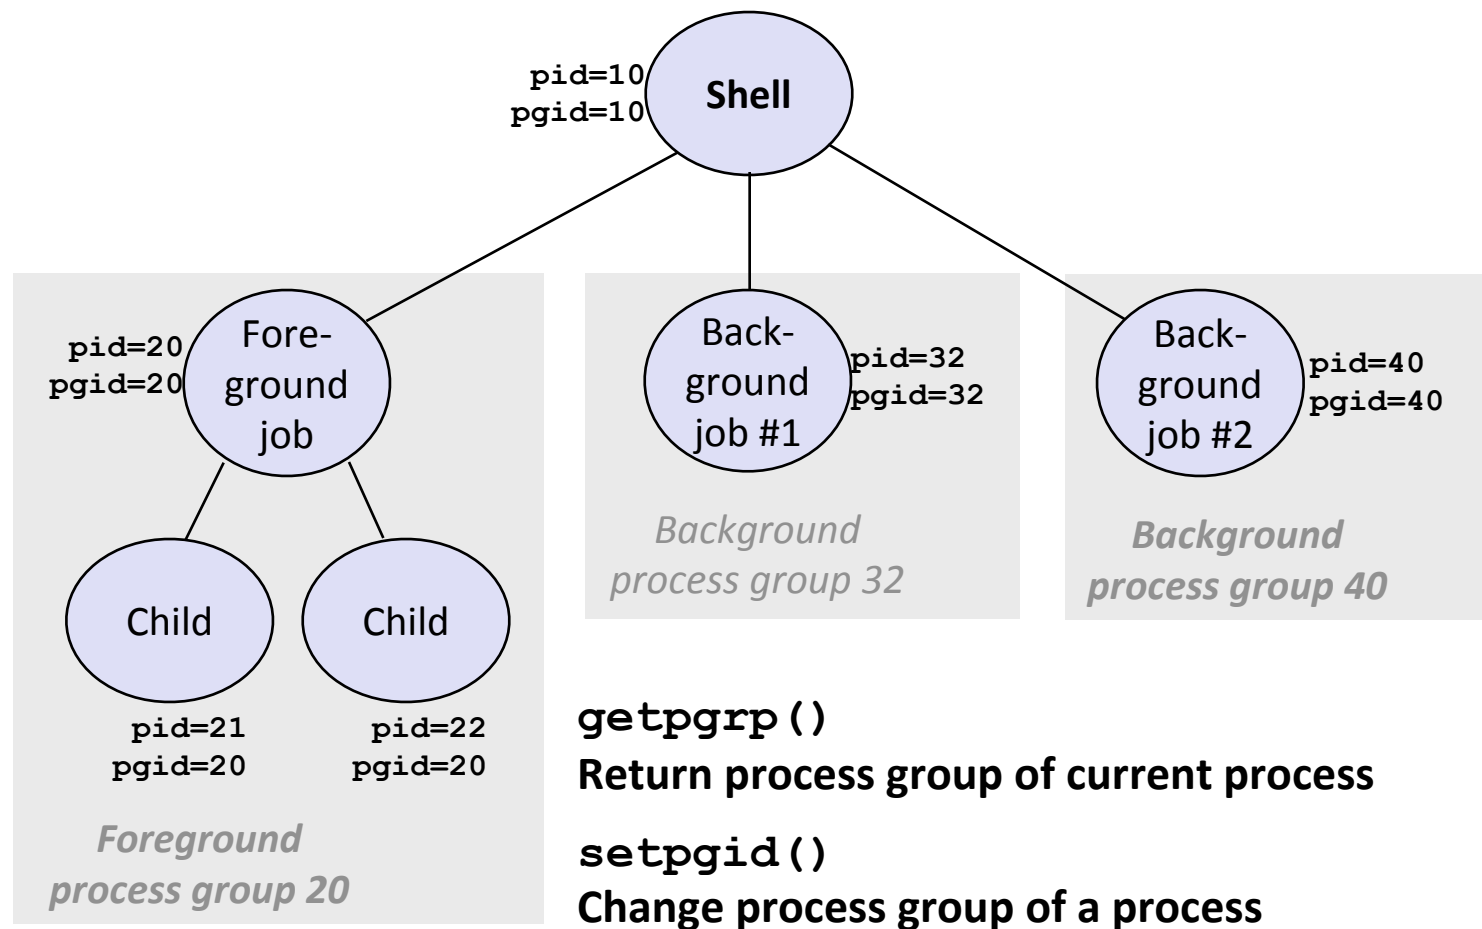 pid=10
pgid=10
Shell
pid=20
pgid=20
Fore-
ground
job
Back-
ground
job #1
pid=32
pgid=32
Back-
ground
job #2
pid=40
pgid=40
Background
process group 32
Background
process group 40
Child
Child
pid=21
pgid=20
pid=22
pgid=20
Foreground
process group 20
getpgrp()
Return process group of current process
setpgid()
Change process group of a process